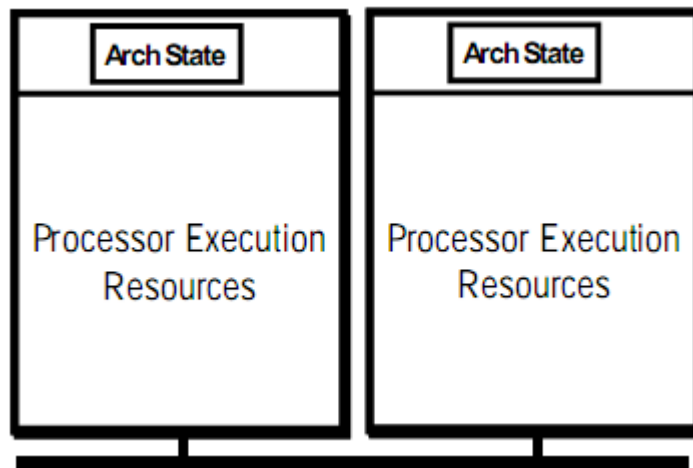 Arch State
Processor Execution
Resources
Arch State
Processor Execution
Resources